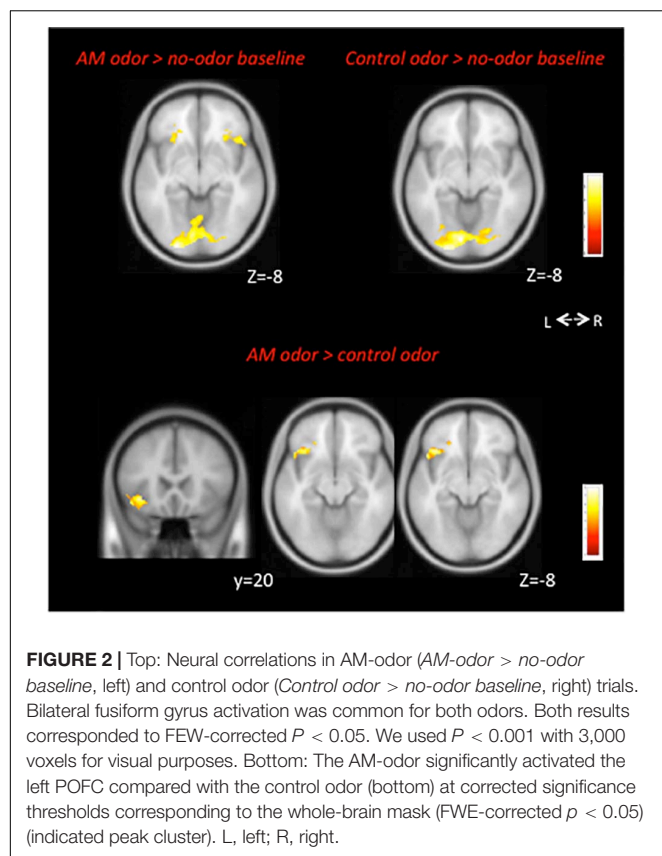 AM odor > no-odor baseline
Control odor > no-odor baseline
Z=-8
Z=-8
L <--> R
AM odor > control odor
y=20
Z=-8
FIGURE 2 | Top: Neural correlations in AM-odor (AM-odor > no-odor
baseline, left) and control odor (Control odor > no-odor baseline, right) trials.
Bilateral fusiform gyrus activation was common for both odors. Both results
corresponded to FEW-corrected P < 0.05. We used P < 0.001 with 3,000
voxels for visual purposes. Bottom: The AM-odor significantly activated the
left POFC compared with the control odor (bottom) at corrected significance
thresholds corresponding to the whole-brain mask (FWE-corrected p < 0.05)
(indicated peak cluster). L, left; R, right.